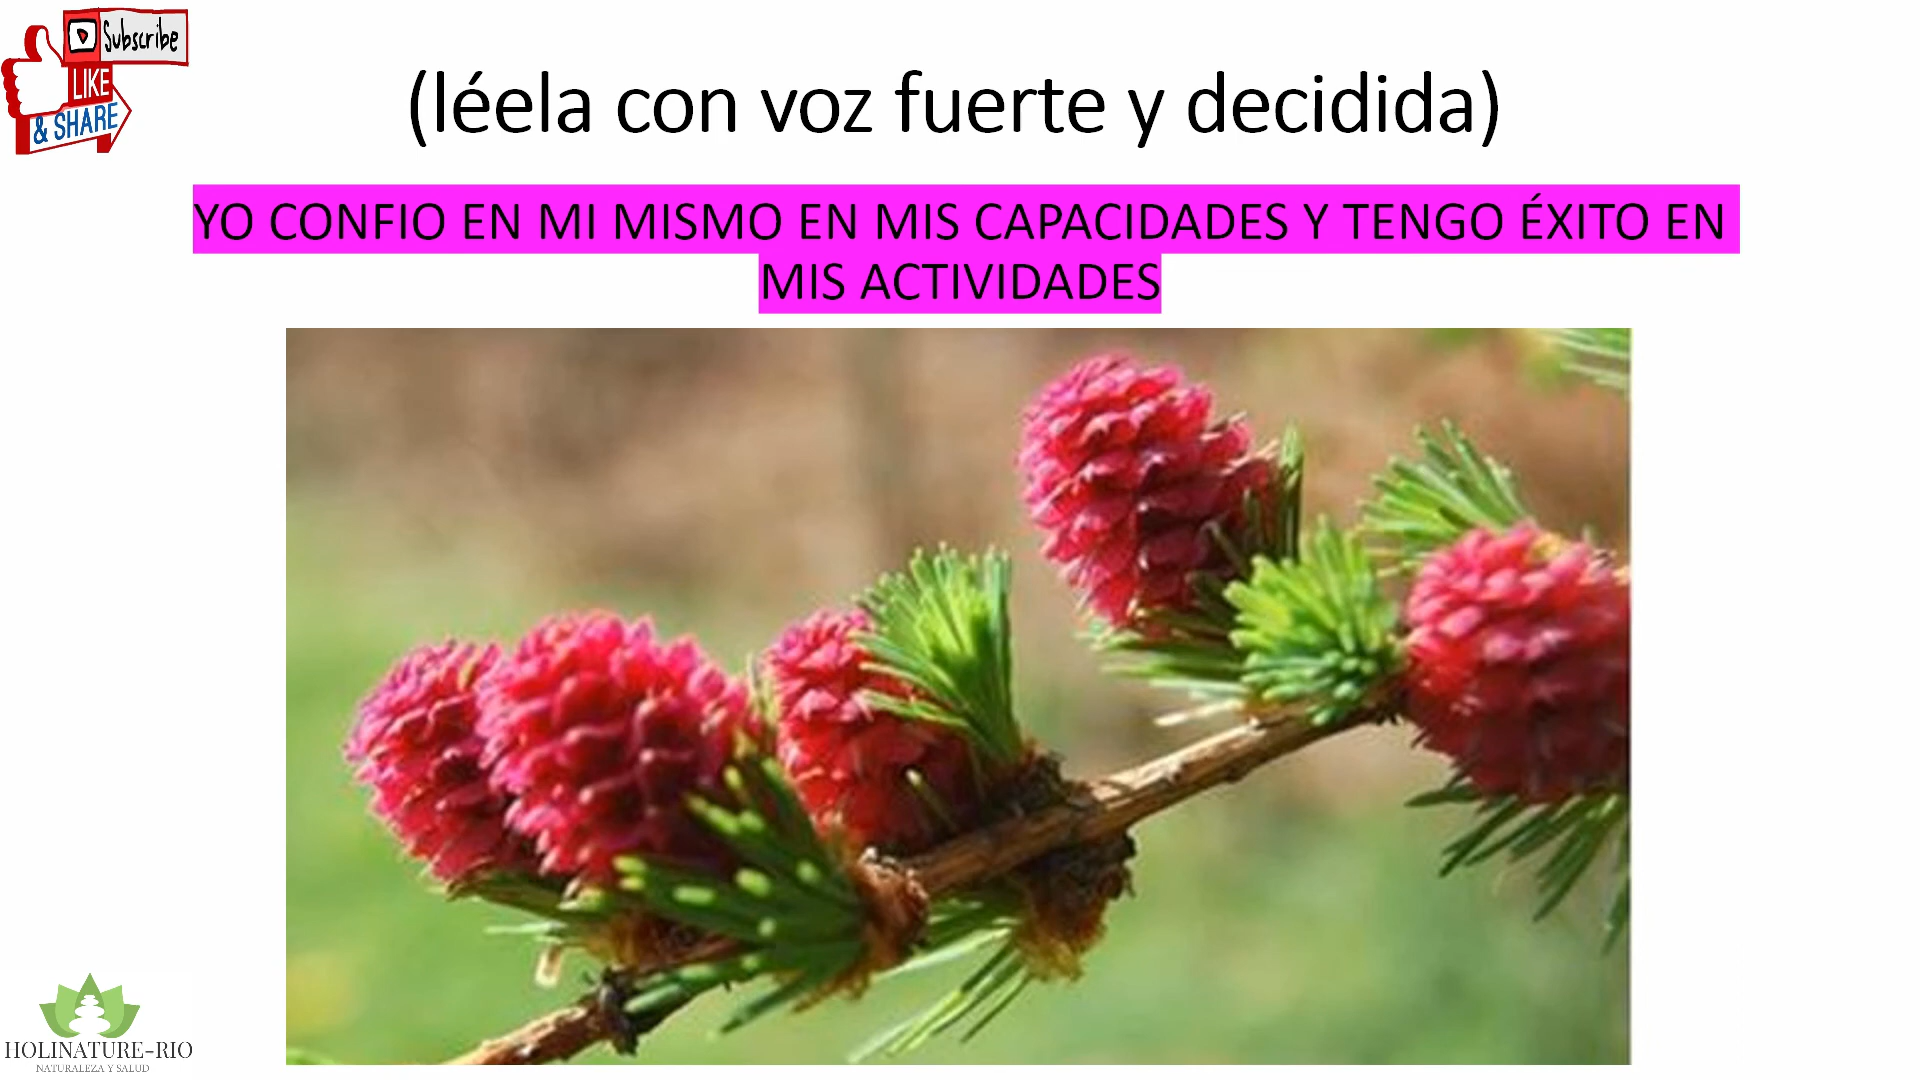 Subscribe
LIKE
& SHARE
(léela con voz fuerte y decidida)
YO CONFIO EN MI MISMO EN MIS CAPACIDADES Y TENGO ÉXITO EN
MIS ACTIVIDADES
HOLINATURE-RIO
NATURALEZA Y SALUD